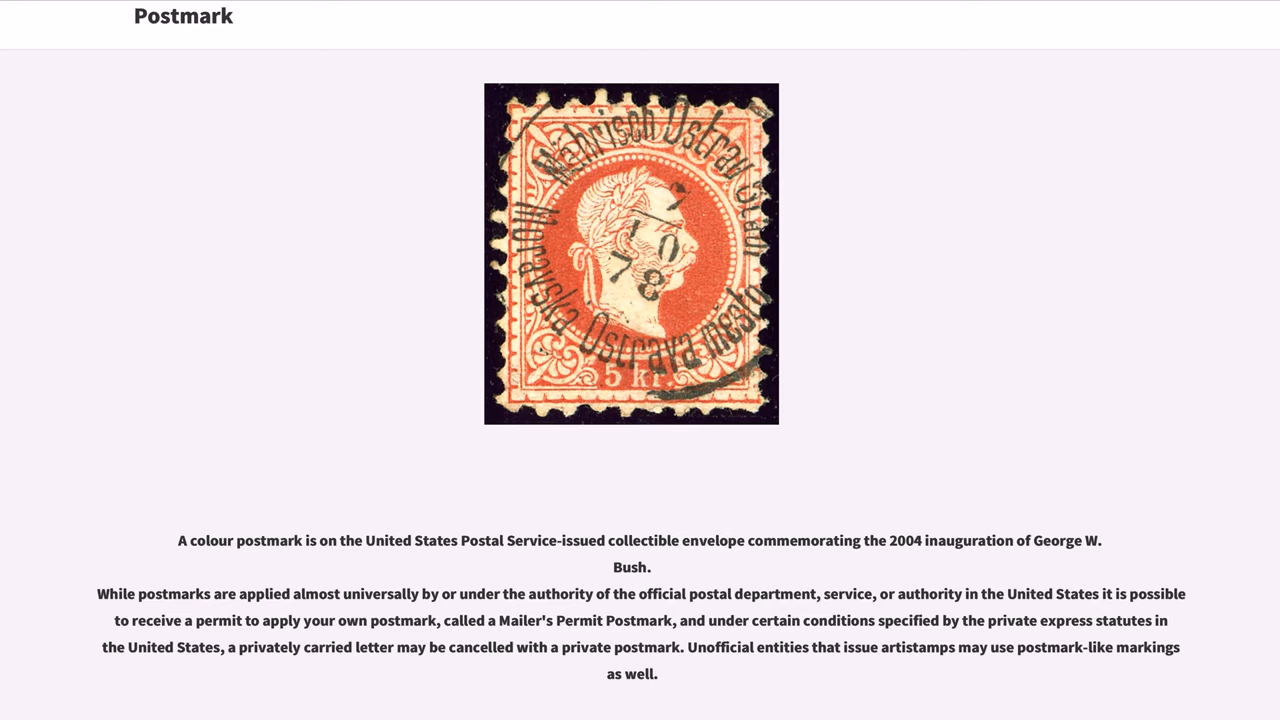 Postmark
Mährisch Ostrau Stadt
7
10
78
Moravská Ostrava město
5 kr.
A colour postmark is on the United States Postal Service-issued collectible envelope commemorating the 2004 inauguration of George W.
Bush.
While postmarks are applied almost universally by or under the authority of the official postal department, service, or authority in the United States it is possible
to receive a permit to apply your own postmark, called a Mailer's Permit Postmark, and under certain conditions specified by the private express statutes in
the United States, a privately carried letter may be cancelled with a private postmark. Unofficial entities that issue artistamps may use postmark-like markings
as well.